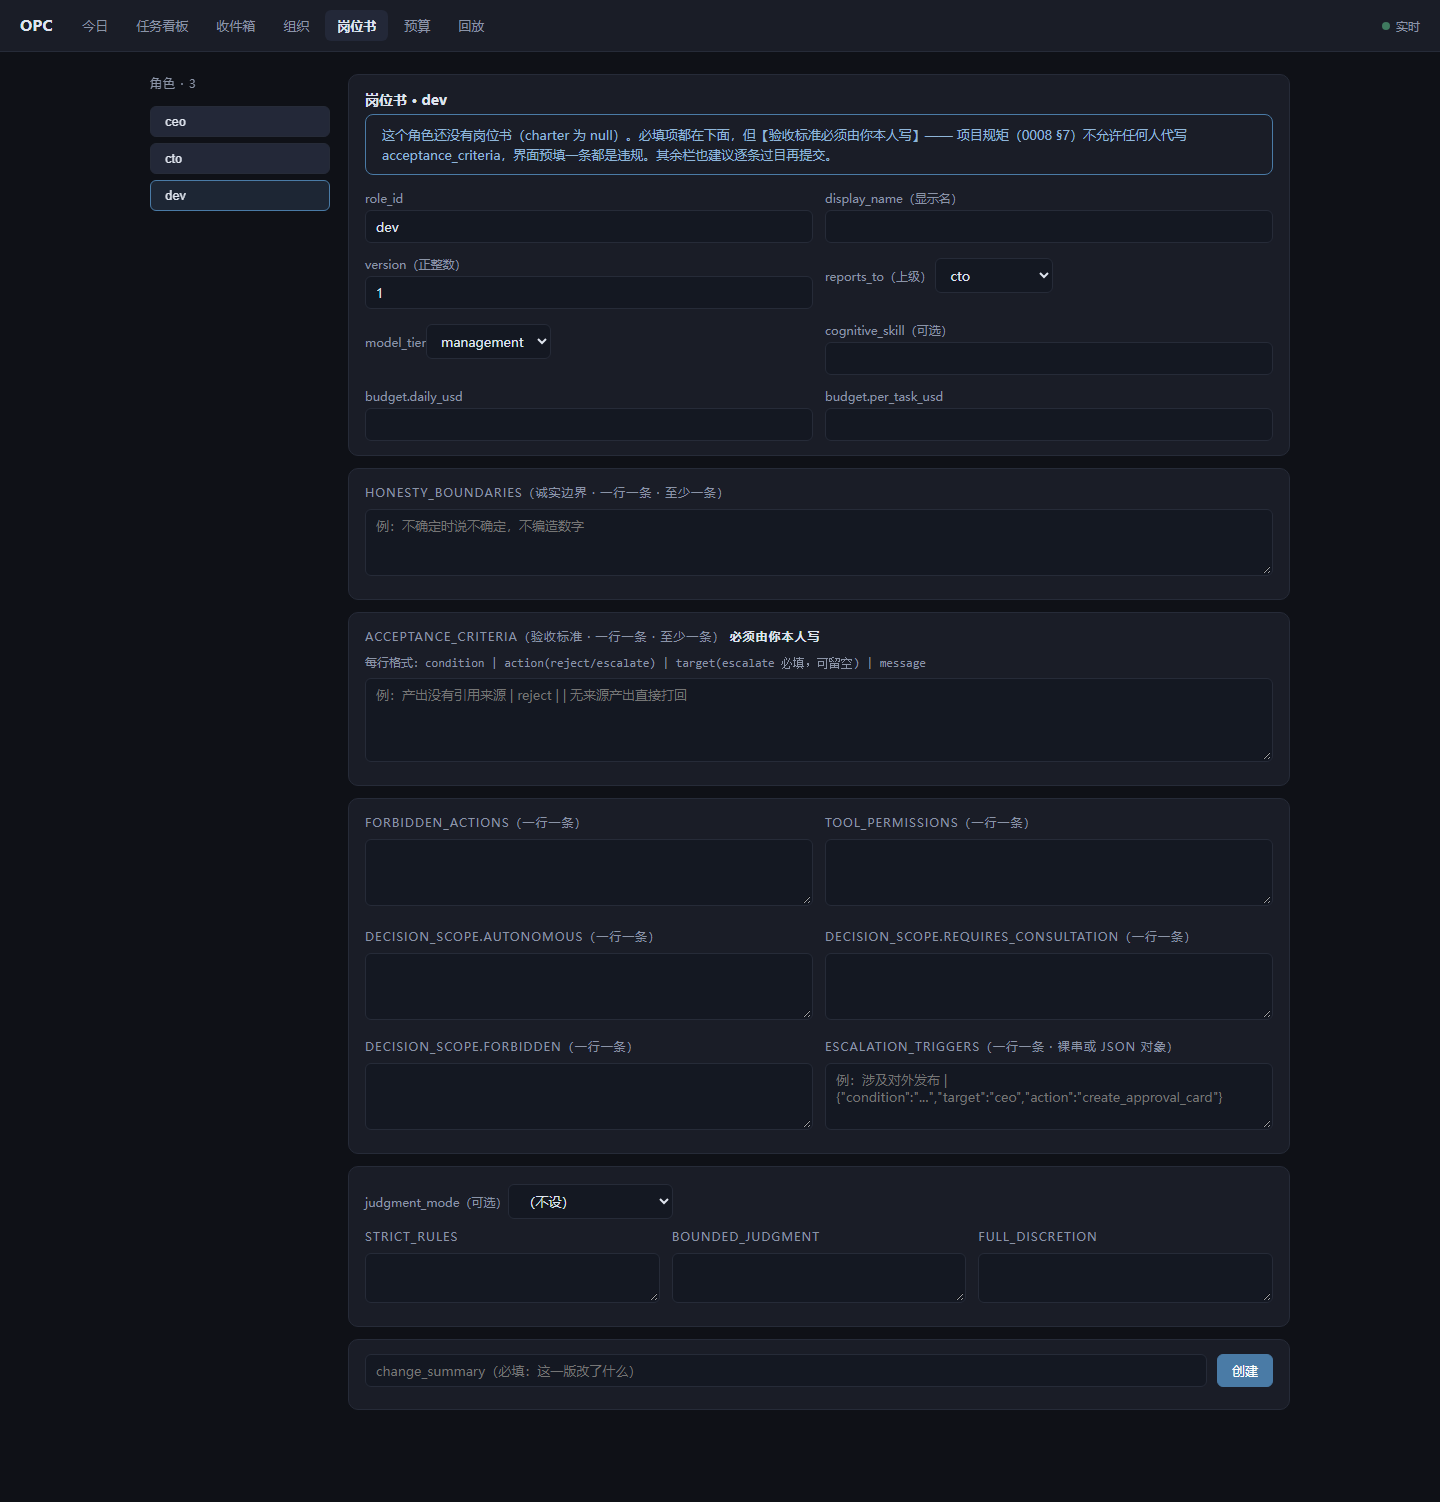 OPC 今日 任务看板 收件箱 组织 岗位书 预算 回放 实时
角色 · 3
ceo
cto
dev
岗位书 • dev
这个角色还没有岗位书（charter 为 null）。必填项都在下面，但【验收标准必须由你本人写】—— 项目规矩（0008 §7）不允许任何人代写
acceptance_criteria，界面预填一条都是违规。其余栏也建议逐条过目再提交。
role_id
dev
display_name（显示名）
version（正整数）
1
reports_to（上级） cto
model_tier management
cognitive_skill（可选）
budget.daily_usd
budget.per_task_usd
HONESTY_BOUNDARIES（诚实边界 · 一行一条 · 至少一条）
例：不确定时说不确定，不编造数字
ACCEPTANCE_CRITERIA（验收标准 · 一行一条 · 至少一条） 必须由你本人写
每行格式：condition | action(reject/escalate) | target(escalate 必填，可留空) | message
例：产出没有引用来源 | reject | | 无来源产出直接打回
FORBIDDEN_ACTIONS（一行一条）
TOOL_PERMISSIONS（一行一条）
DECISION_SCOPE.AUTONOMOUS（一行一条）
DECISION_SCOPE.REQUIRES_CONSULTATION（一行一条）
DECISION_SCOPE.FORBIDDEN（一行一条）
ESCALATION_TRIGGERS（一行一条 · 裸串或 JSON 对象）
例：涉及对外发布 |
{"condition":"...","target":"ceo","action":"create_approval_card"}
judgment_mode（可选） （不设）
STRICT_RULES
BOUNDED_JUDGMENT
FULL_DISCRETION
change_summary（必填：这一版改了什么） 创建